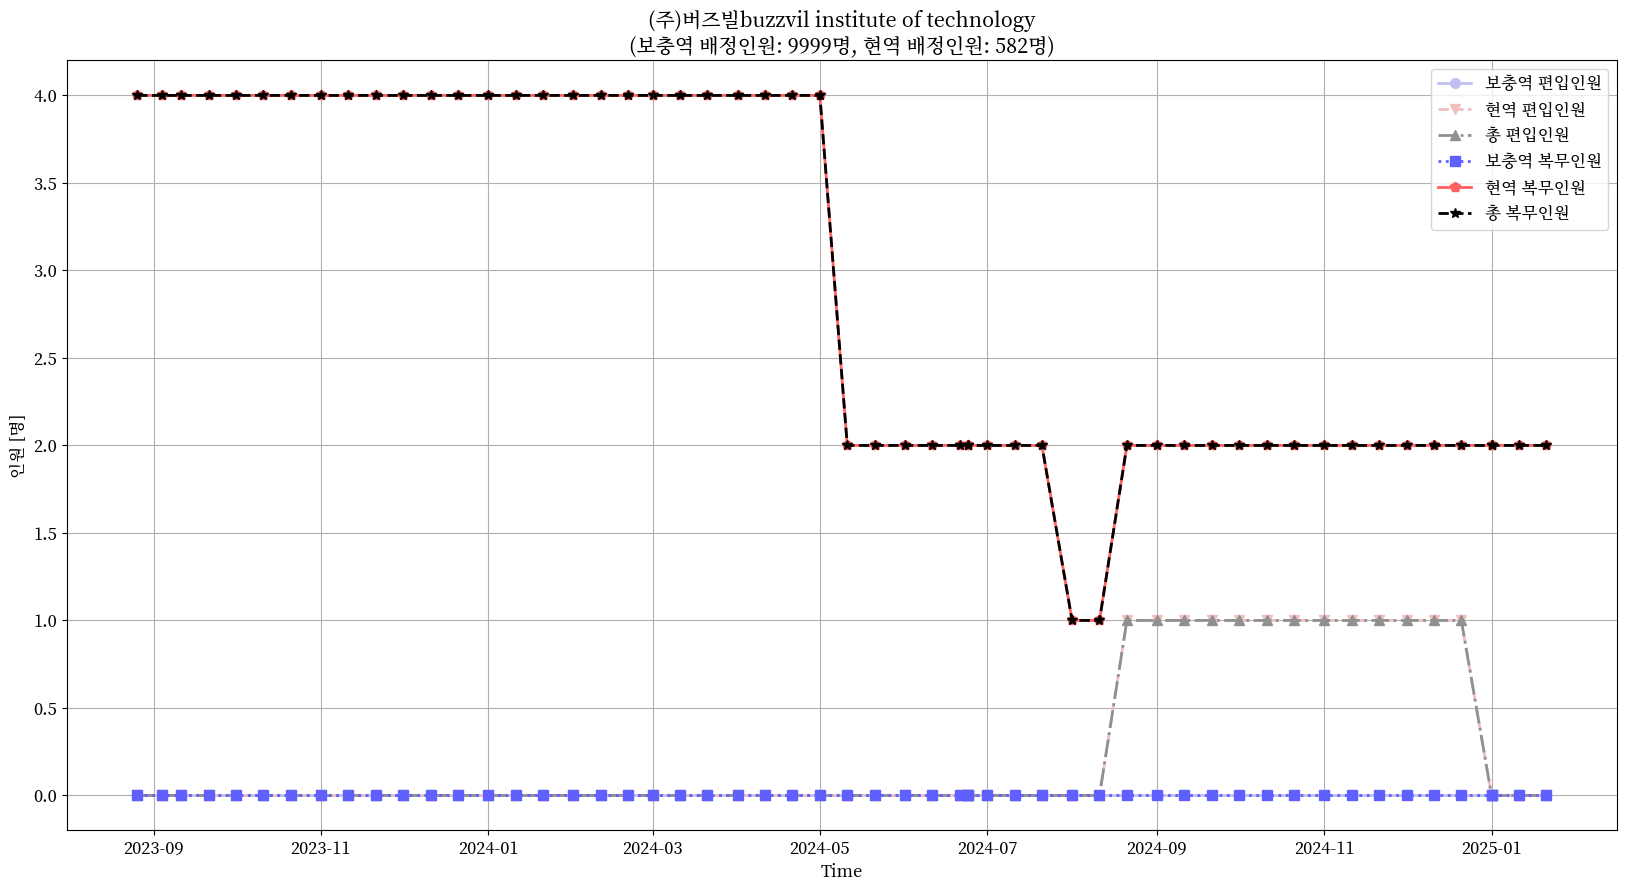 (주)버즈빌buzzvil institute of technology
(보충역 배정인원: 9999명, 현역 배정인원: 582명)
보충역 편입인원
현역 편입인원
총 편입인원
보충역 복무인원
현역 복무인원
총 복무인원
4.0
3.5
3.0
2.5
2.0
1.5
1.0
0.5
0.0
인원 [명]
2023-09 2023-11 2024-01 2024-03 2024-05 2024-07 2024-09 2024-11 2025-01
Time